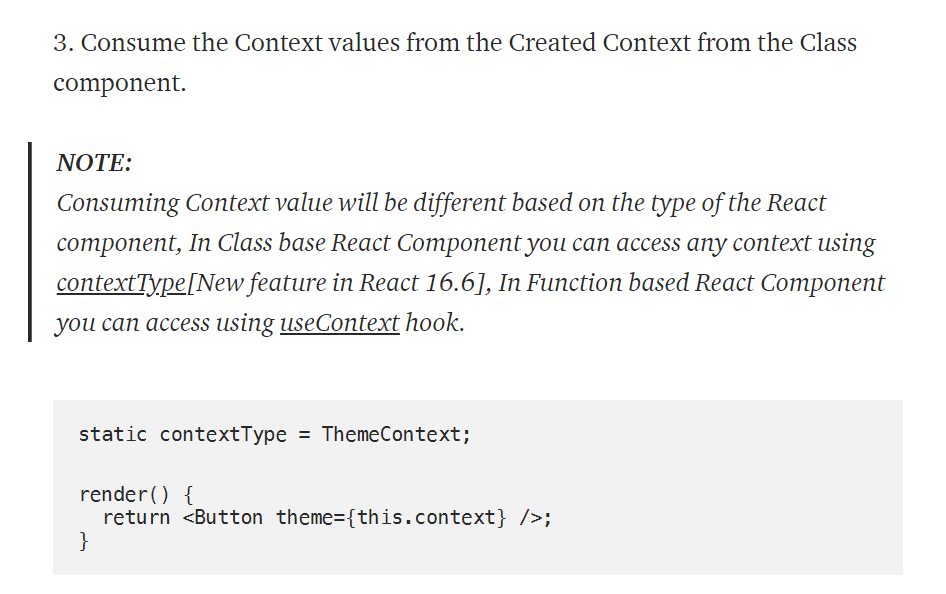 3. Consume the Context values from the Created Context from the Class
component.
NOTE:
Consuming Context value will be different based on the type of the React
component, In Class base React Component you can access any context using
contextType[New feature in React 16.6], In Function based React Component
you can access using useContext hook.
static contextType = ThemeContext;
render() {
  return <Button theme={this.context} />;
}